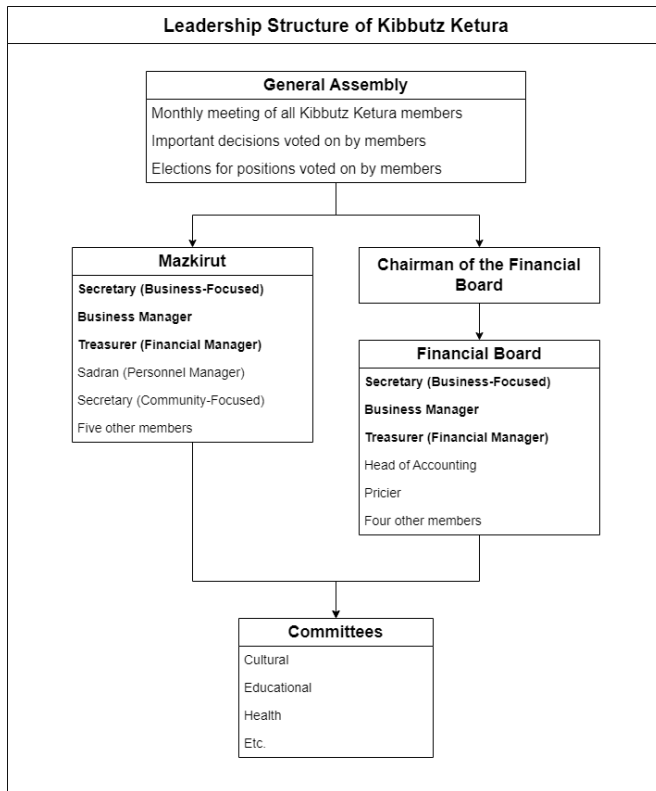 Leadership Structure of Kibbutz Ketura
General Assembly
Monthly meeting of all Kibbutz Ketura members
Important decisions voted on by members
Elections for positions voted on by members
Mazkirut
Secretary (Business-Focused)
Business Manager
Treasurer (Financial Manager)
Sadran (Personnel Manager)
Secretary (Community-Focused)
Five other members
Chairman of the Financial
Board
Financial Board
Secretary (Business-Focused)
Business Manager
Treasurer (Financial Manager)
Head of Accounting
Pricier
Four other members
Committees
Cultural
Educational
Health
Etc.